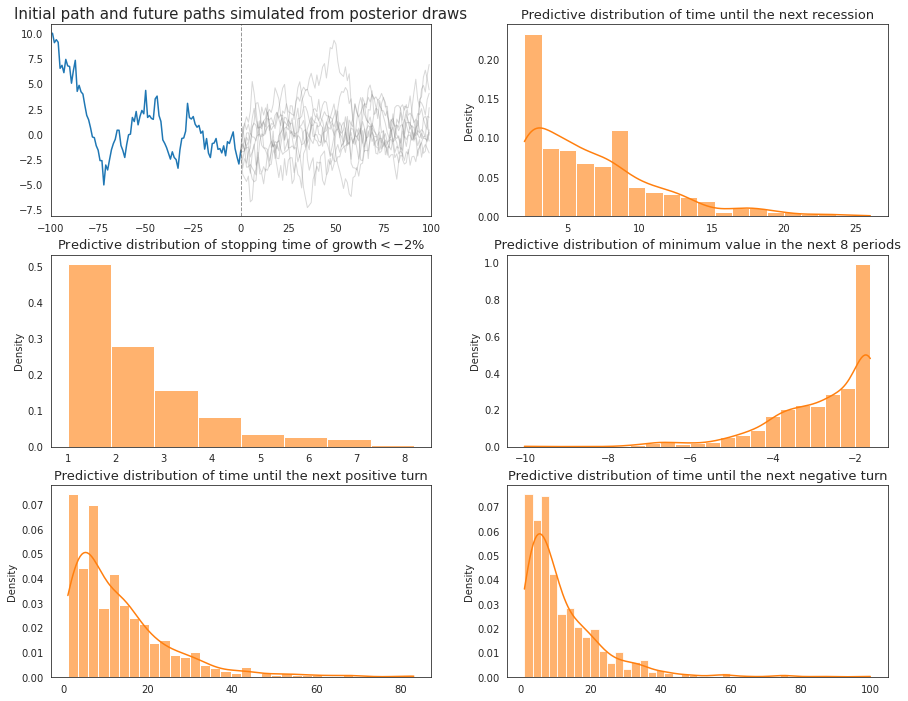 Initial path and future paths simulated from posterior draws
10.0
7.5
5.0
2.5
0.0
−2.5
−5.0
−7.5
−100 −75 −50 −25 0 25 50 75 100
Predictive distribution of time until the next recession
Density
0.20
0.15
0.10
0.05
0.00
5 10 15 20 25
Predictive distribution of stopping time of growth < −2%
Density
0.5
0.4
0.3
0.2
0.1
0.0
1 2 3 4 5 6 7 8
Predictive distribution of minimum value in the next 8 periods
Density
1.0
0.8
0.6
0.4
0.2
0.0
−10 −8 −6 −4 −2
Predictive distribution of time until the next positive turn
Density
0.07
0.06
0.05
0.04
0.03
0.02
0.01
0.00
0 20 40 60 80
Predictive distribution of time until the next negative turn
Density
0.07
0.06
0.05
0.04
0.03
0.02
0.01
0.00
0 20 40 60 80 100